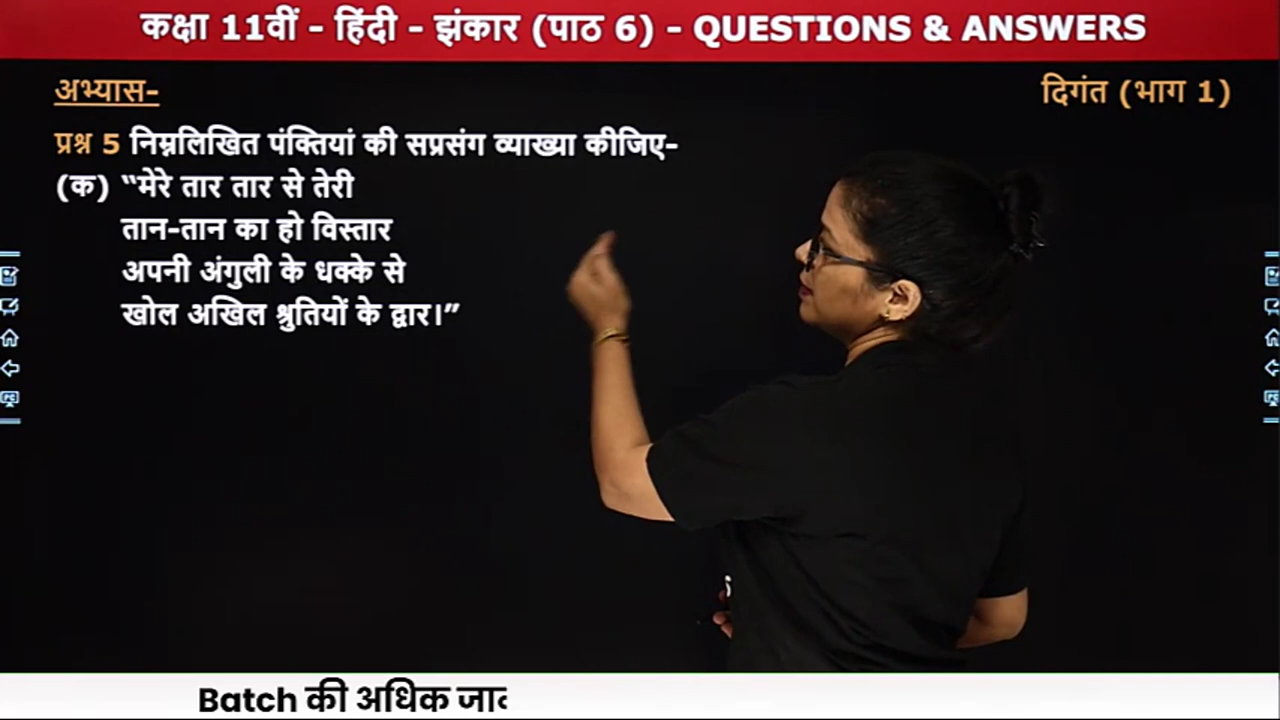 कक्षा 11वीं - हिंदी - झंकार (पाठ 6) - QUESTIONS & ANSWERS
अभ्यास-
दिगंत (भाग 1)
प्रश्न 5 निम्नलिखित पंक्तियां की सप्रसंग व्याख्या कीजिए-
(क) “मेरे तार तार से तेरी
तान-तान का हो विस्तार
अपनी अंगुली के धक्के से
खोल अखिल श्रुतियों के द्वार।”
Batch की अधिक